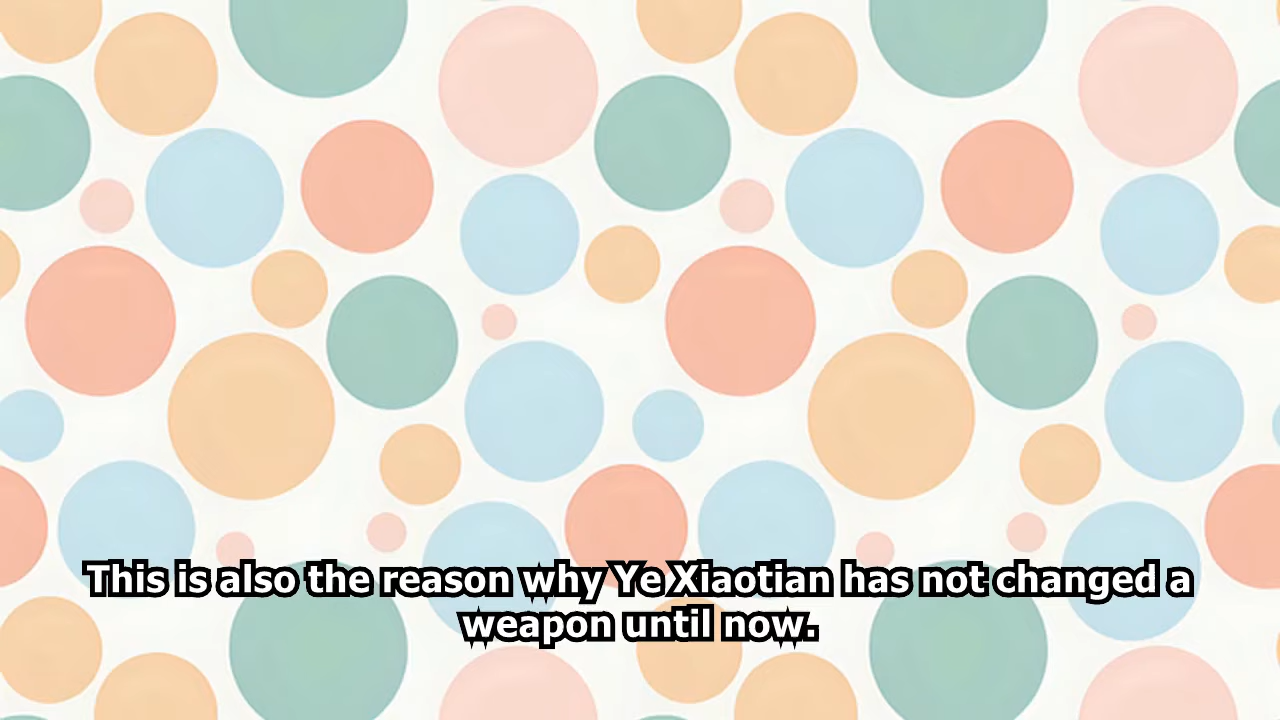 This is also the reason why Ye Xiaotian has not changed a
weapon until now.